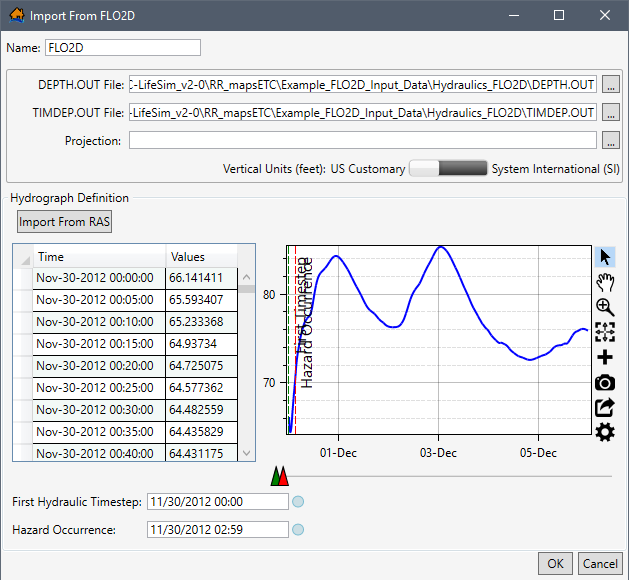 Import From FLO2D
Name: FLO2D
DEPTH.OUT File: C-LifeSim_v2-0\RR_mapsETC\Example_FLO2D_Input_Data\Hydraulics_FLO2D\DEPTH.OUT ...
TIMDEP.OUT File: -LifeSim_v2-0\RR_mapsETC\Example_FLO2D_Input_Data\Hydraulics_FLO2D\TIMDEP.OUT ...
Projection: ...
Vertical Units (feet): US Customary System International (SI)
Hydrograph Definition
Import From RAS
Time Values
Nov-30-2012 00:00:00 66.141411
Nov-30-2012 00:05:00 65.593407
Nov-30-2012 00:10:00 65.233368
Nov-30-2012 00:15:00 64.93734
Nov-30-2012 00:20:00 64.725075
Nov-30-2012 00:25:00 64.577362
Nov-30-2012 00:30:00 64.482559
Nov-30-2012 00:35:00 64.435829
Nov-30-2012 00:40:00 64.431175
80
70
First Timestep
Hazard Occurrence
01-Dec 03-Dec 05-Dec
First Hydraulic Timestep: 11/30/2012 00:00
Hazard Occurrence: 11/30/2012 02:59
OK Cancel